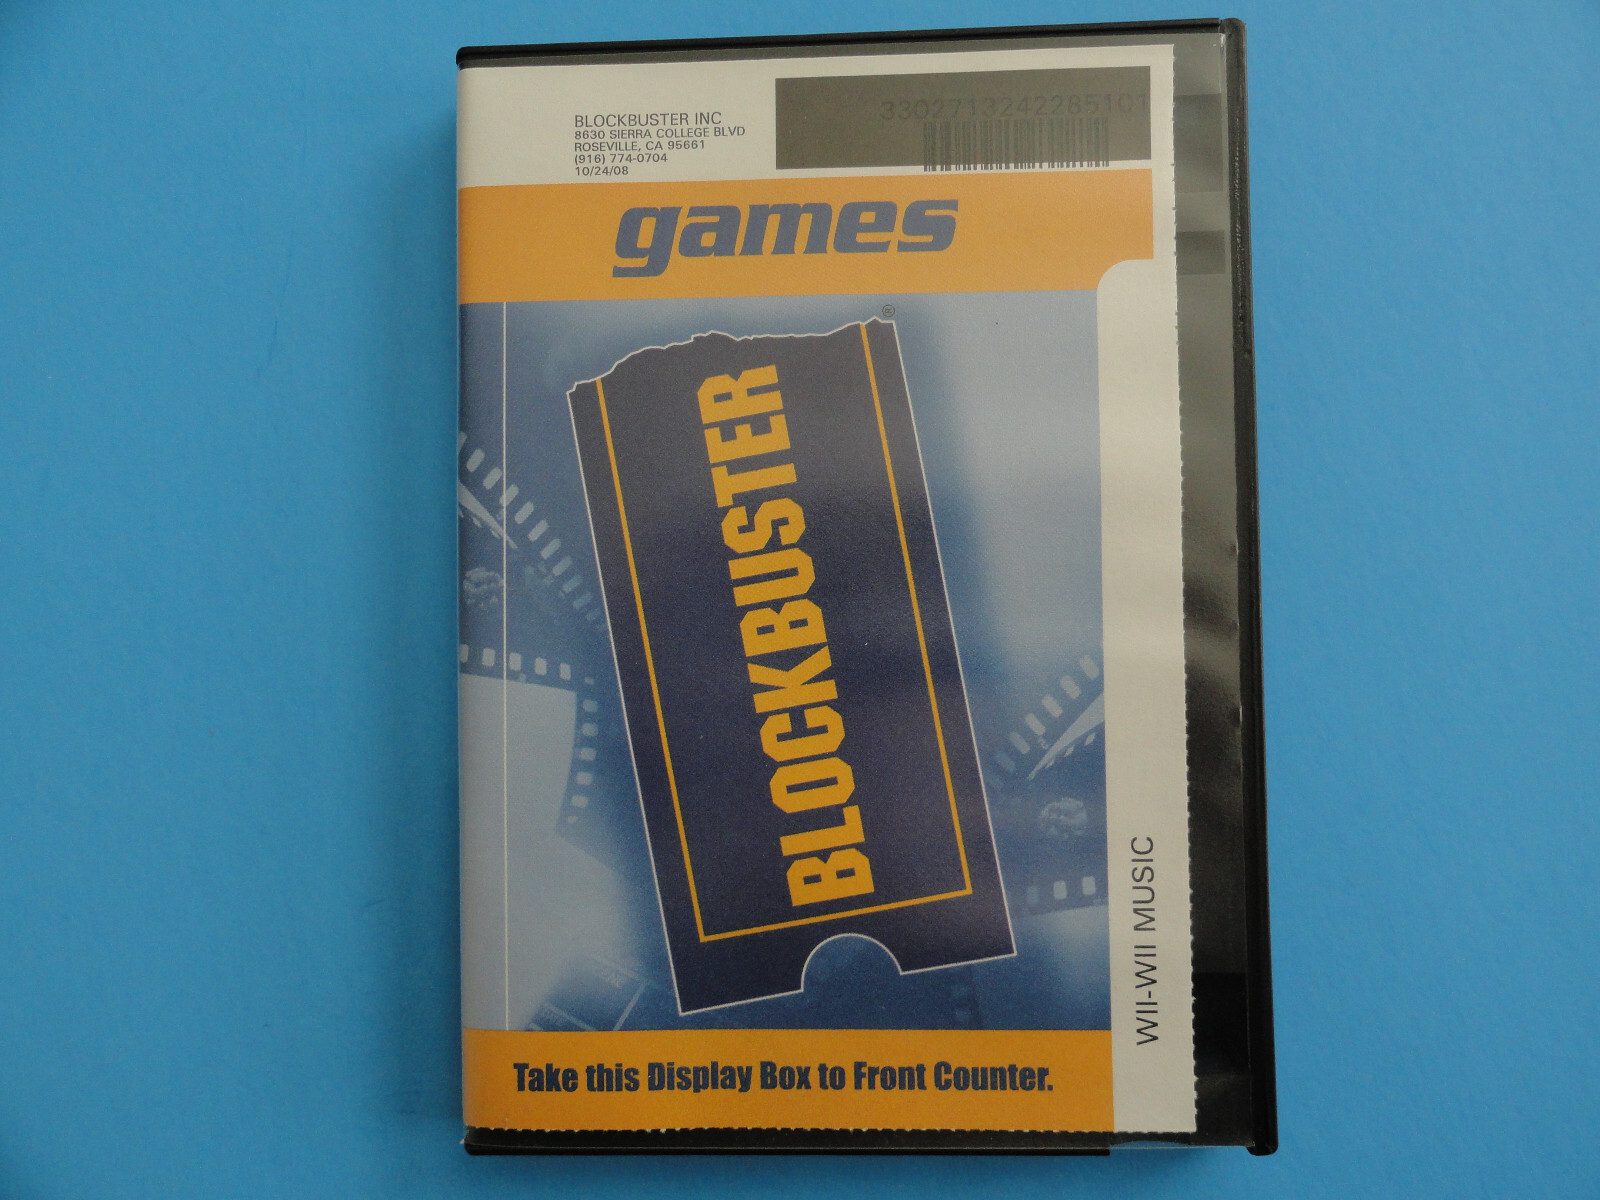 BLOCKBUSTER INC
8630 SIERRA COLLEGE BLVD
ROSEVILLE, CA 95661
(916) 774-0704
10/24/08
3302713242285101
games
BLOCKBUSTER®
WII-WII MUSIC
Take this Display Box to Front Counter.